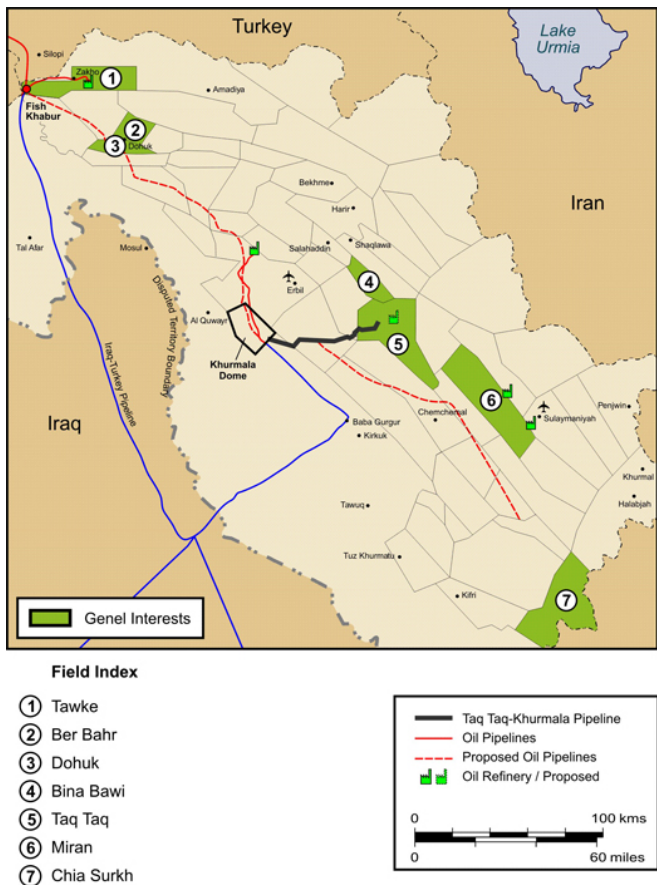 Turkey
Lake
Urmia
Silopi
Zakho
1
Amadiya
Fish
Khabur
2
3
Dohuk
Bekhme
Iran
Harir
Tal Afar
Mosul
Salahaddin
Shaqlawa
4
Erbil
Disputed Territory Boundary
Al Quwayr
5
Khurmala
Dome
Iraq-Turkey Pipeline
6
Iraq
Baba Gurgur
Chemchemal
Sulaymaniyah
Penjwin
Kirkuk
Khurmal
Halabjah
Tawuq
Tuz Khurmatu
Kifri
7
Genel Interests
Field Index
1 Tawke
2 Ber Bahr
3 Dohuk
4 Bina Bawi
5 Taq Taq
6 Miran
7 Chia Surkh
Taq Taq-Khurmala Pipeline
Oil Pipelines
Proposed Oil Pipelines
Oil Refinery / Proposed
0 100 kms
0 60 miles